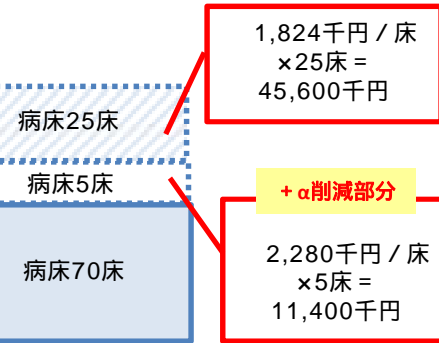 1,824千円 / 床
×25床 =
45,600千円
病床25床
病床5床
+ α削減部分
2,280千円 / 床
×5床 =
11,400千円
病床70床